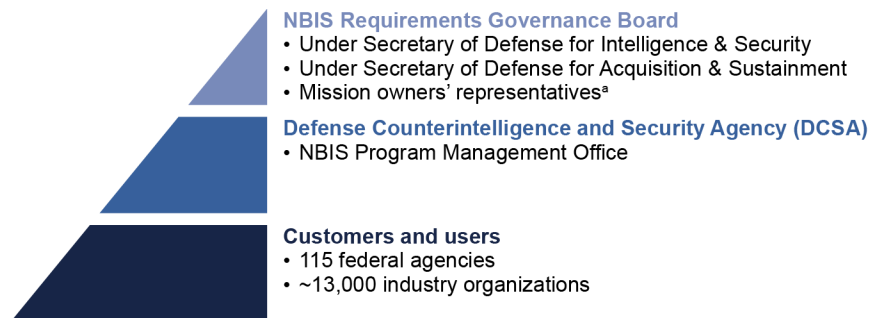 NBIS Requirements Governance Board
• Under Secretary of Defense for Intelligence & Security
• Under Secretary of Defense for Acquisition & Sustainment
• Mission owners’ representativesᵃ
Defense Counterintelligence and Security Agency (DCSA)
• NBIS Program Management Office
Customers and users
• 115 federal agencies
• ~13,000 industry organizations